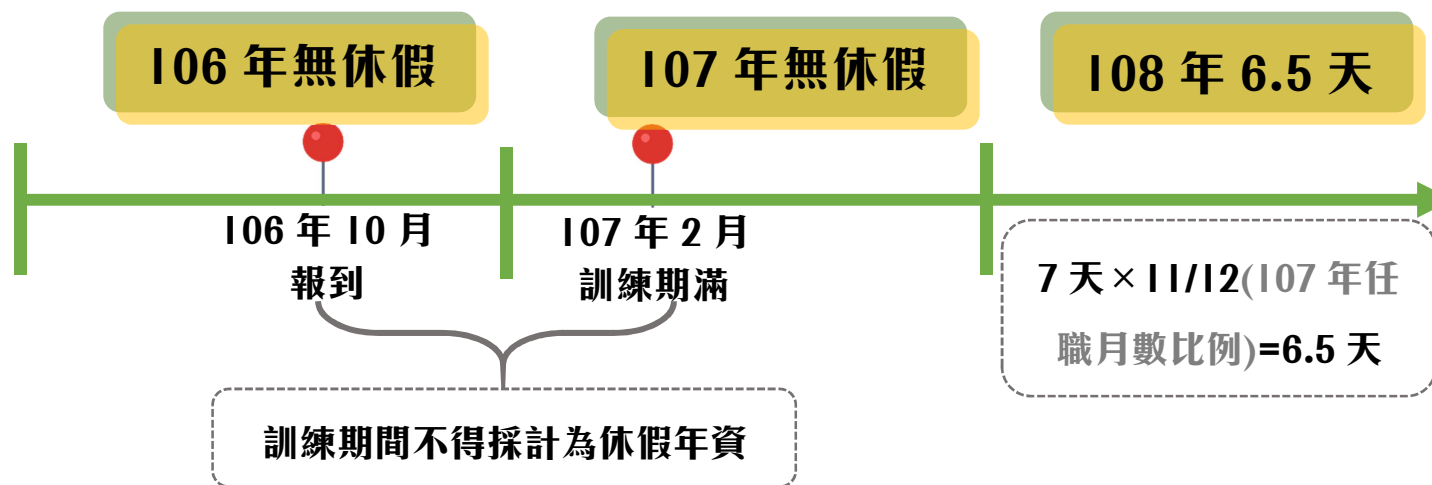 106 年無休假
107 年無休假
108 年 6.5 天
106 年 10 月
報到
107 年 2 月
訓練期滿
7 天×11/12(107 年任
職月數比例)=6.5 天
訓練期間不得採計為休假年資